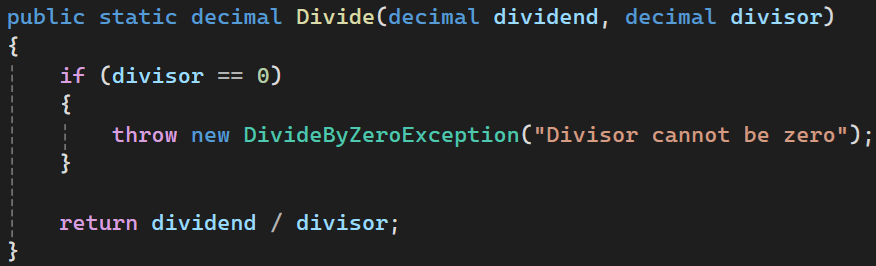 public static decimal Divide(decimal dividend, decimal divisor)
{
    if (divisor == 0)
    {
        throw new DivideByZeroException("Divisor cannot be zero");
    }

    return dividend / divisor;
}